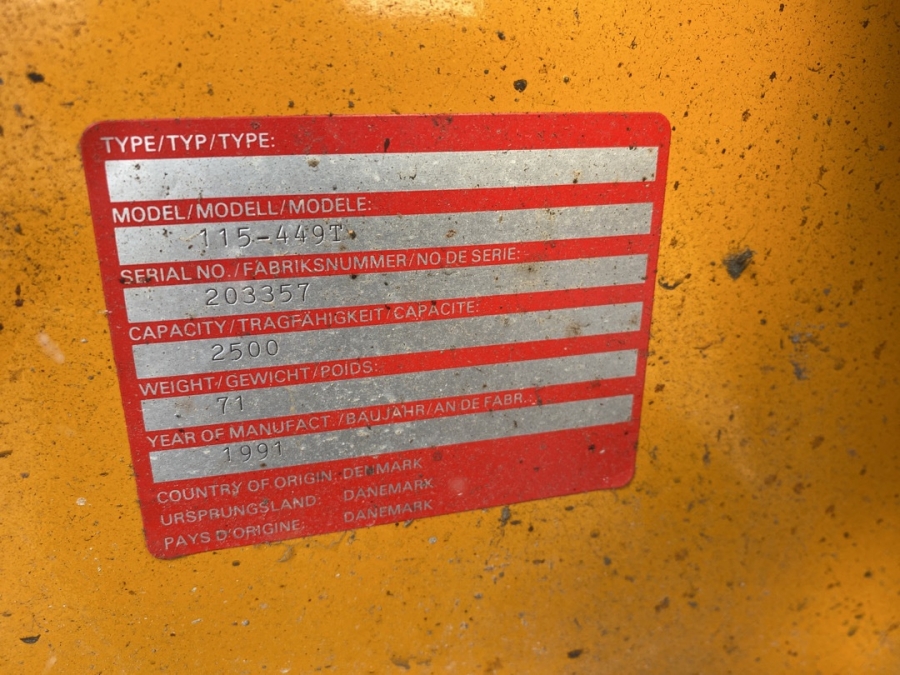 TYPE/TYP/TYPE:
MODEL/MODELL/MODELE:
115-449T
SERIAL NO./FABRIKSNUMMER/NO DE SERIE:
203357
CAPACITY/TRAGFÄHIGKEIT/CAPACITE:
2500
WEIGHT/GEWICHT/POIDS:
71
YEAR OF MANUFACT./BAUJAHR/AN DE FABR.:
1991
COUNTRY OF ORIGIN: DENMARK
URSPRUNGSLAND: DÄNEMARK
PAYS D'ORIGINE: DANEMARK